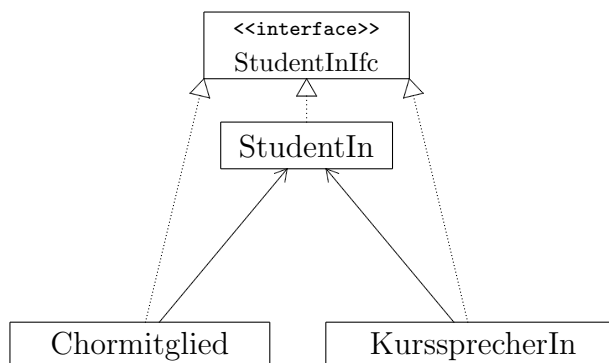 <<interface>>
StudentInIfc
StudentIn
Chormitglied
KurssprecherIn